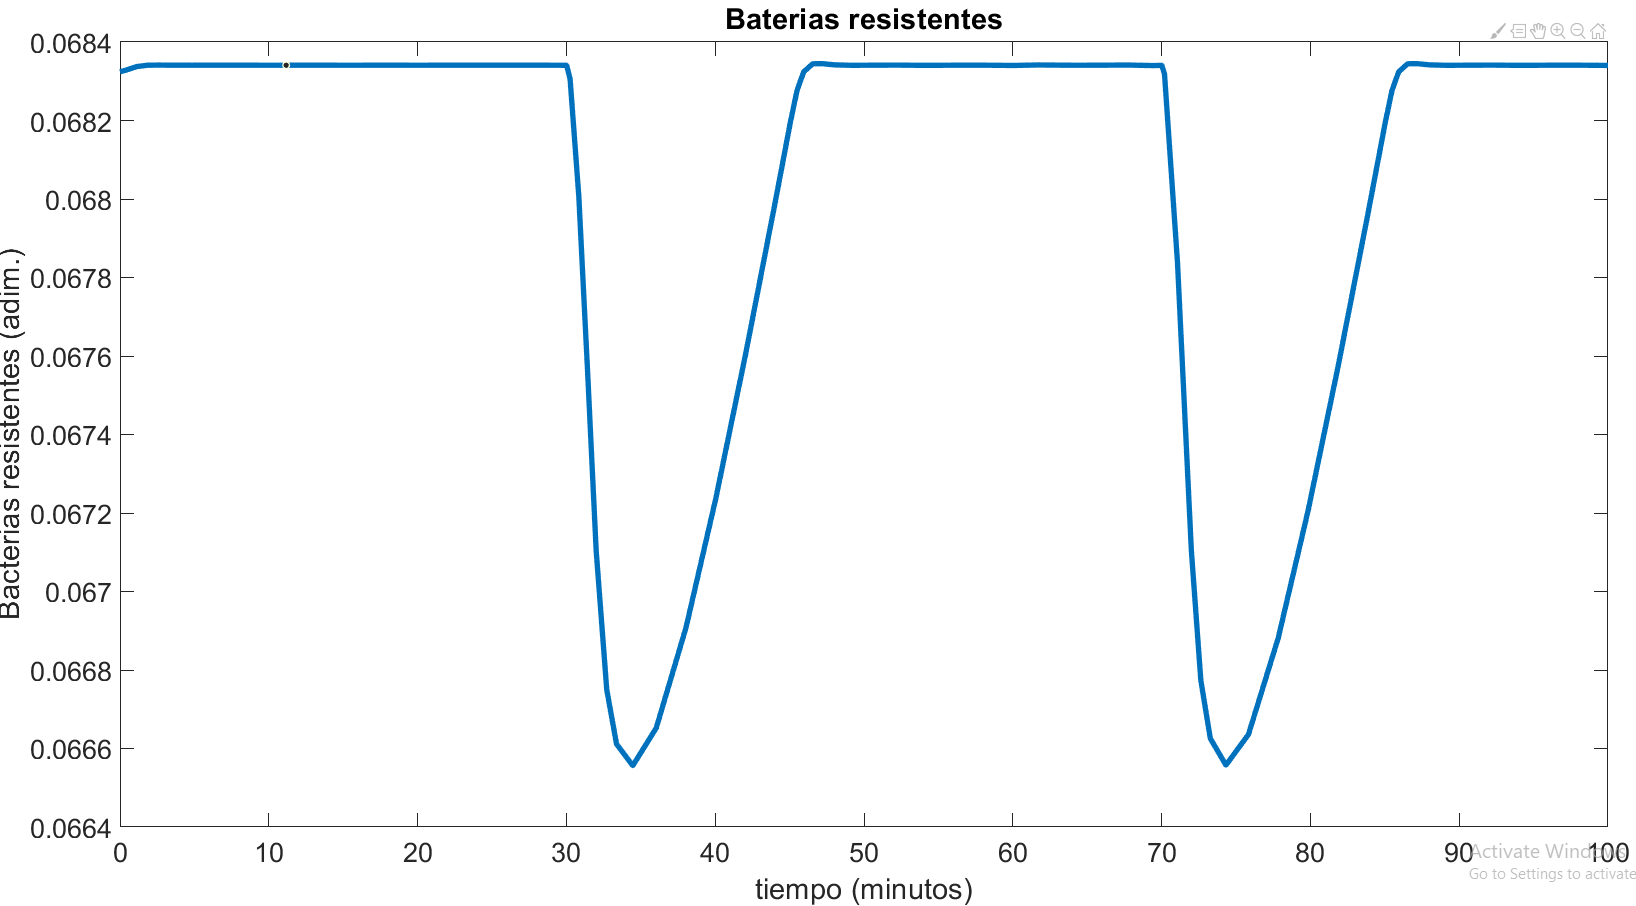 Baterias resistentes
0.0684
0.0682
0.068
0.0678
0.0676
0.0674
0.0672
0.067
0.0668
0.0666
0.0664
Bacterias resistentes (adim.)
0 10 20 30 40 50 60 70 80 90 100
tiempo (minutos)
Activate Windows
Go to Settings to activate